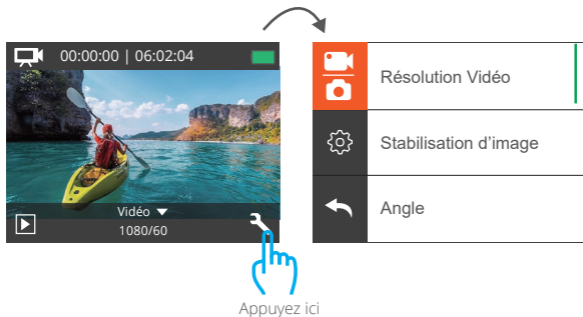 00:00:00 | 06:02:04
Vidéo
1080/60
Appuyez ici
Résolution Vidéo
Stabilisation d'image
Angle